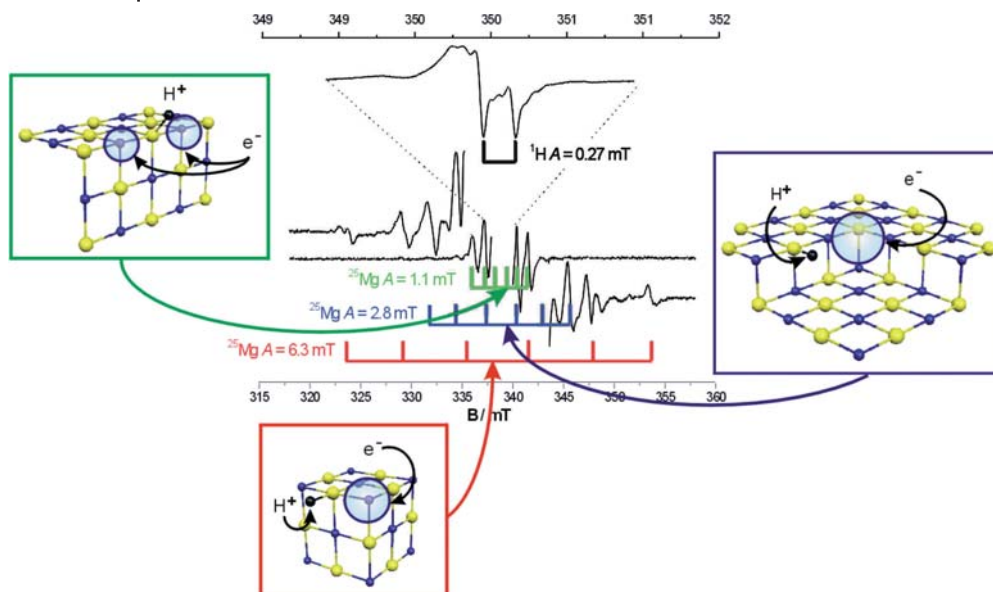 349 349 350 350 351 351 352
H+
e-
¹H A = 0.27 mT
H+
e-
²⁵Mg A = 1.1 mT
²⁵Mg A = 2.8 mT
²⁵Mg A = 6.3 mT
315 320 325 330 335 340 345 350 355 360
B / mT
e-
H+